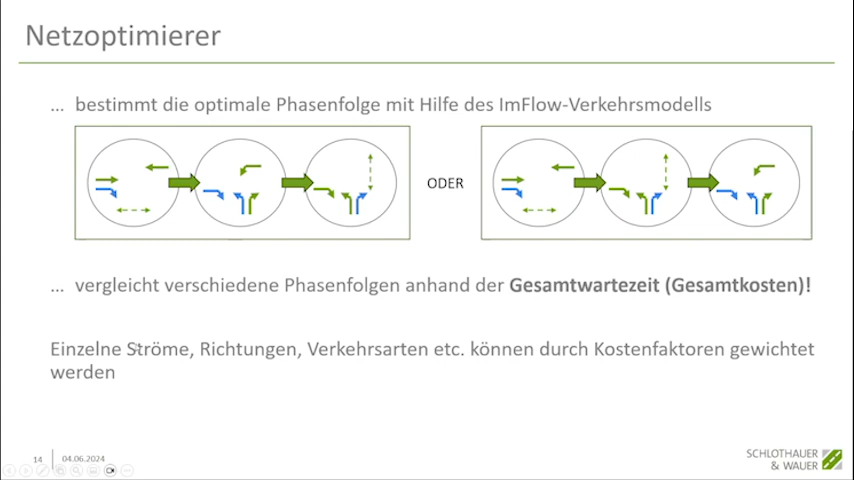 Netzoptimierer
... bestimmt die optimale Phasenfolge mit Hilfe des ImFlow-Verkehrsmodells
ODER
... vergleicht verschiedene Phasenfolgen anhand der Gesamtwartezeit (Gesamtkosten)!
Einzelne Ströme, Richtungen, Verkehrsarten etc. können durch Kostenfaktoren gewichtet
werden
14
04.06.2024
SCHLOTHAUER
& WAUER